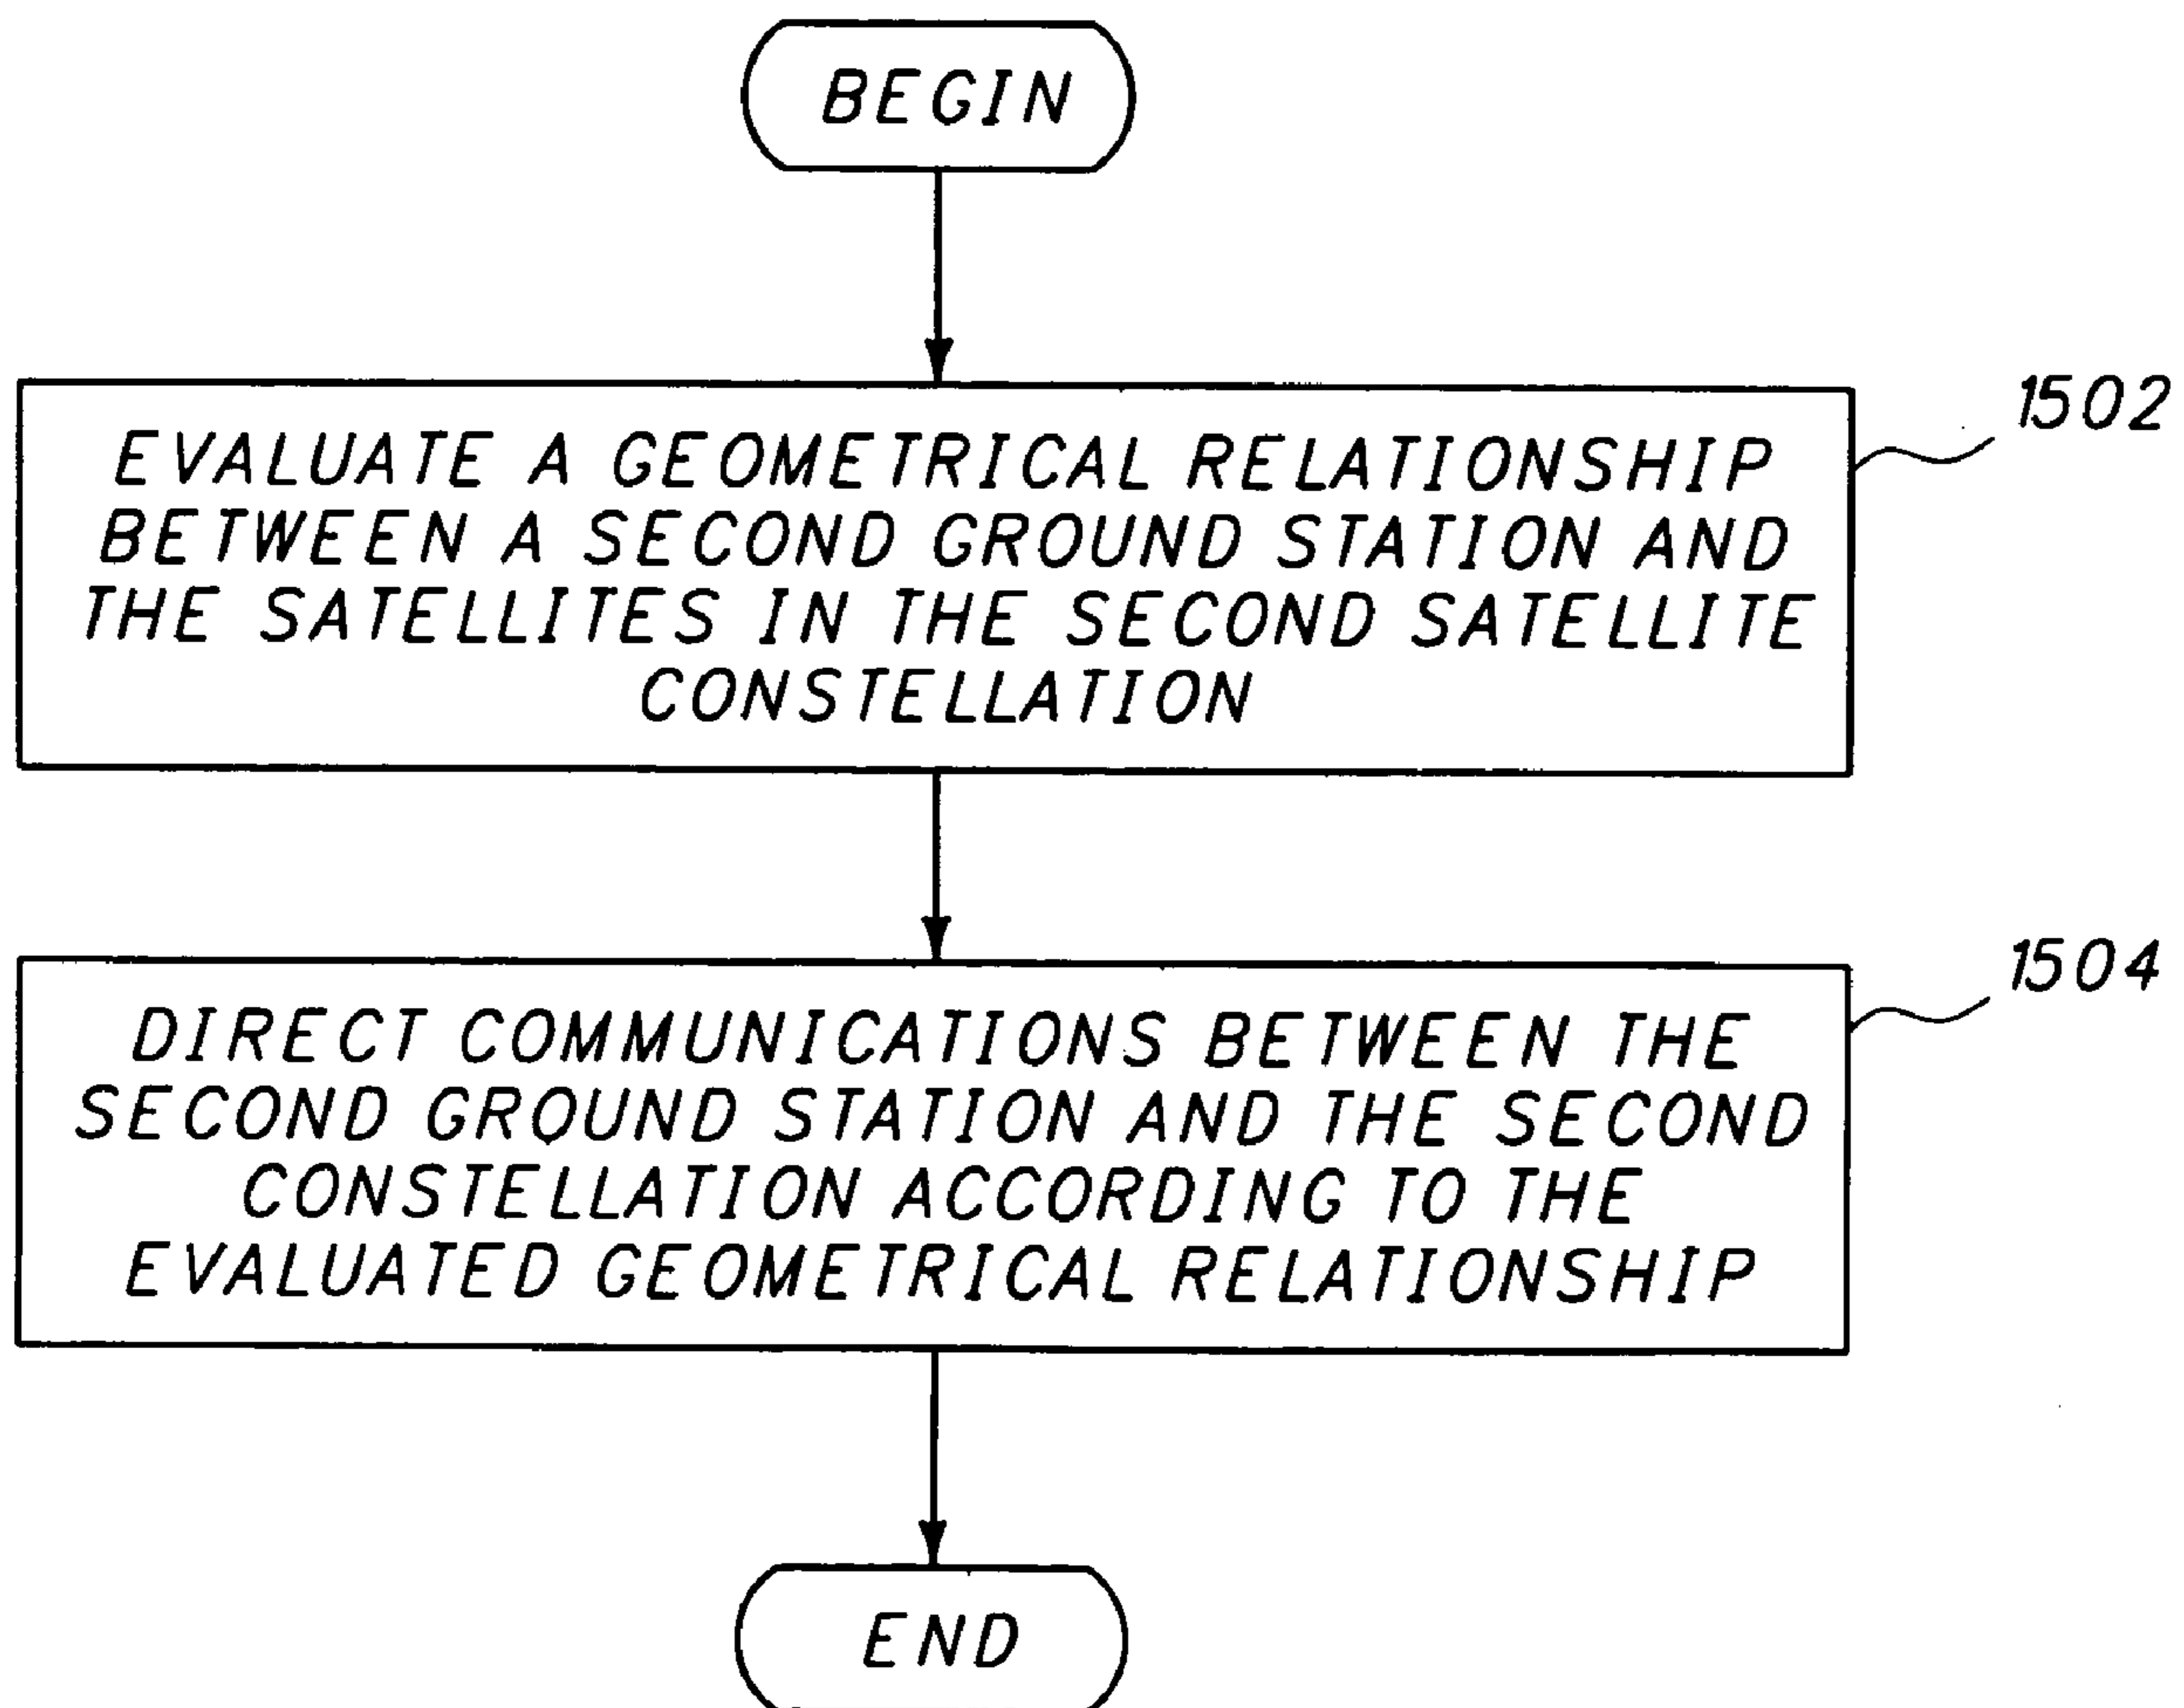 BEGIN
EVALUATE A GEOMETRICAL RELATIONSHIP
BETWEEN A SECOND GROUND STATION AND
THE SATELLITES IN THE SECOND SATELLITE
CONSTELLATION
1502
DIRECT COMMUNICATIONS BETWEEN THE
SECOND GROUND STATION AND THE SECOND
CONSTELLATION ACCORDING TO THE
EVALUATED GEOMETRICAL RELATIONSHIP
1504
END